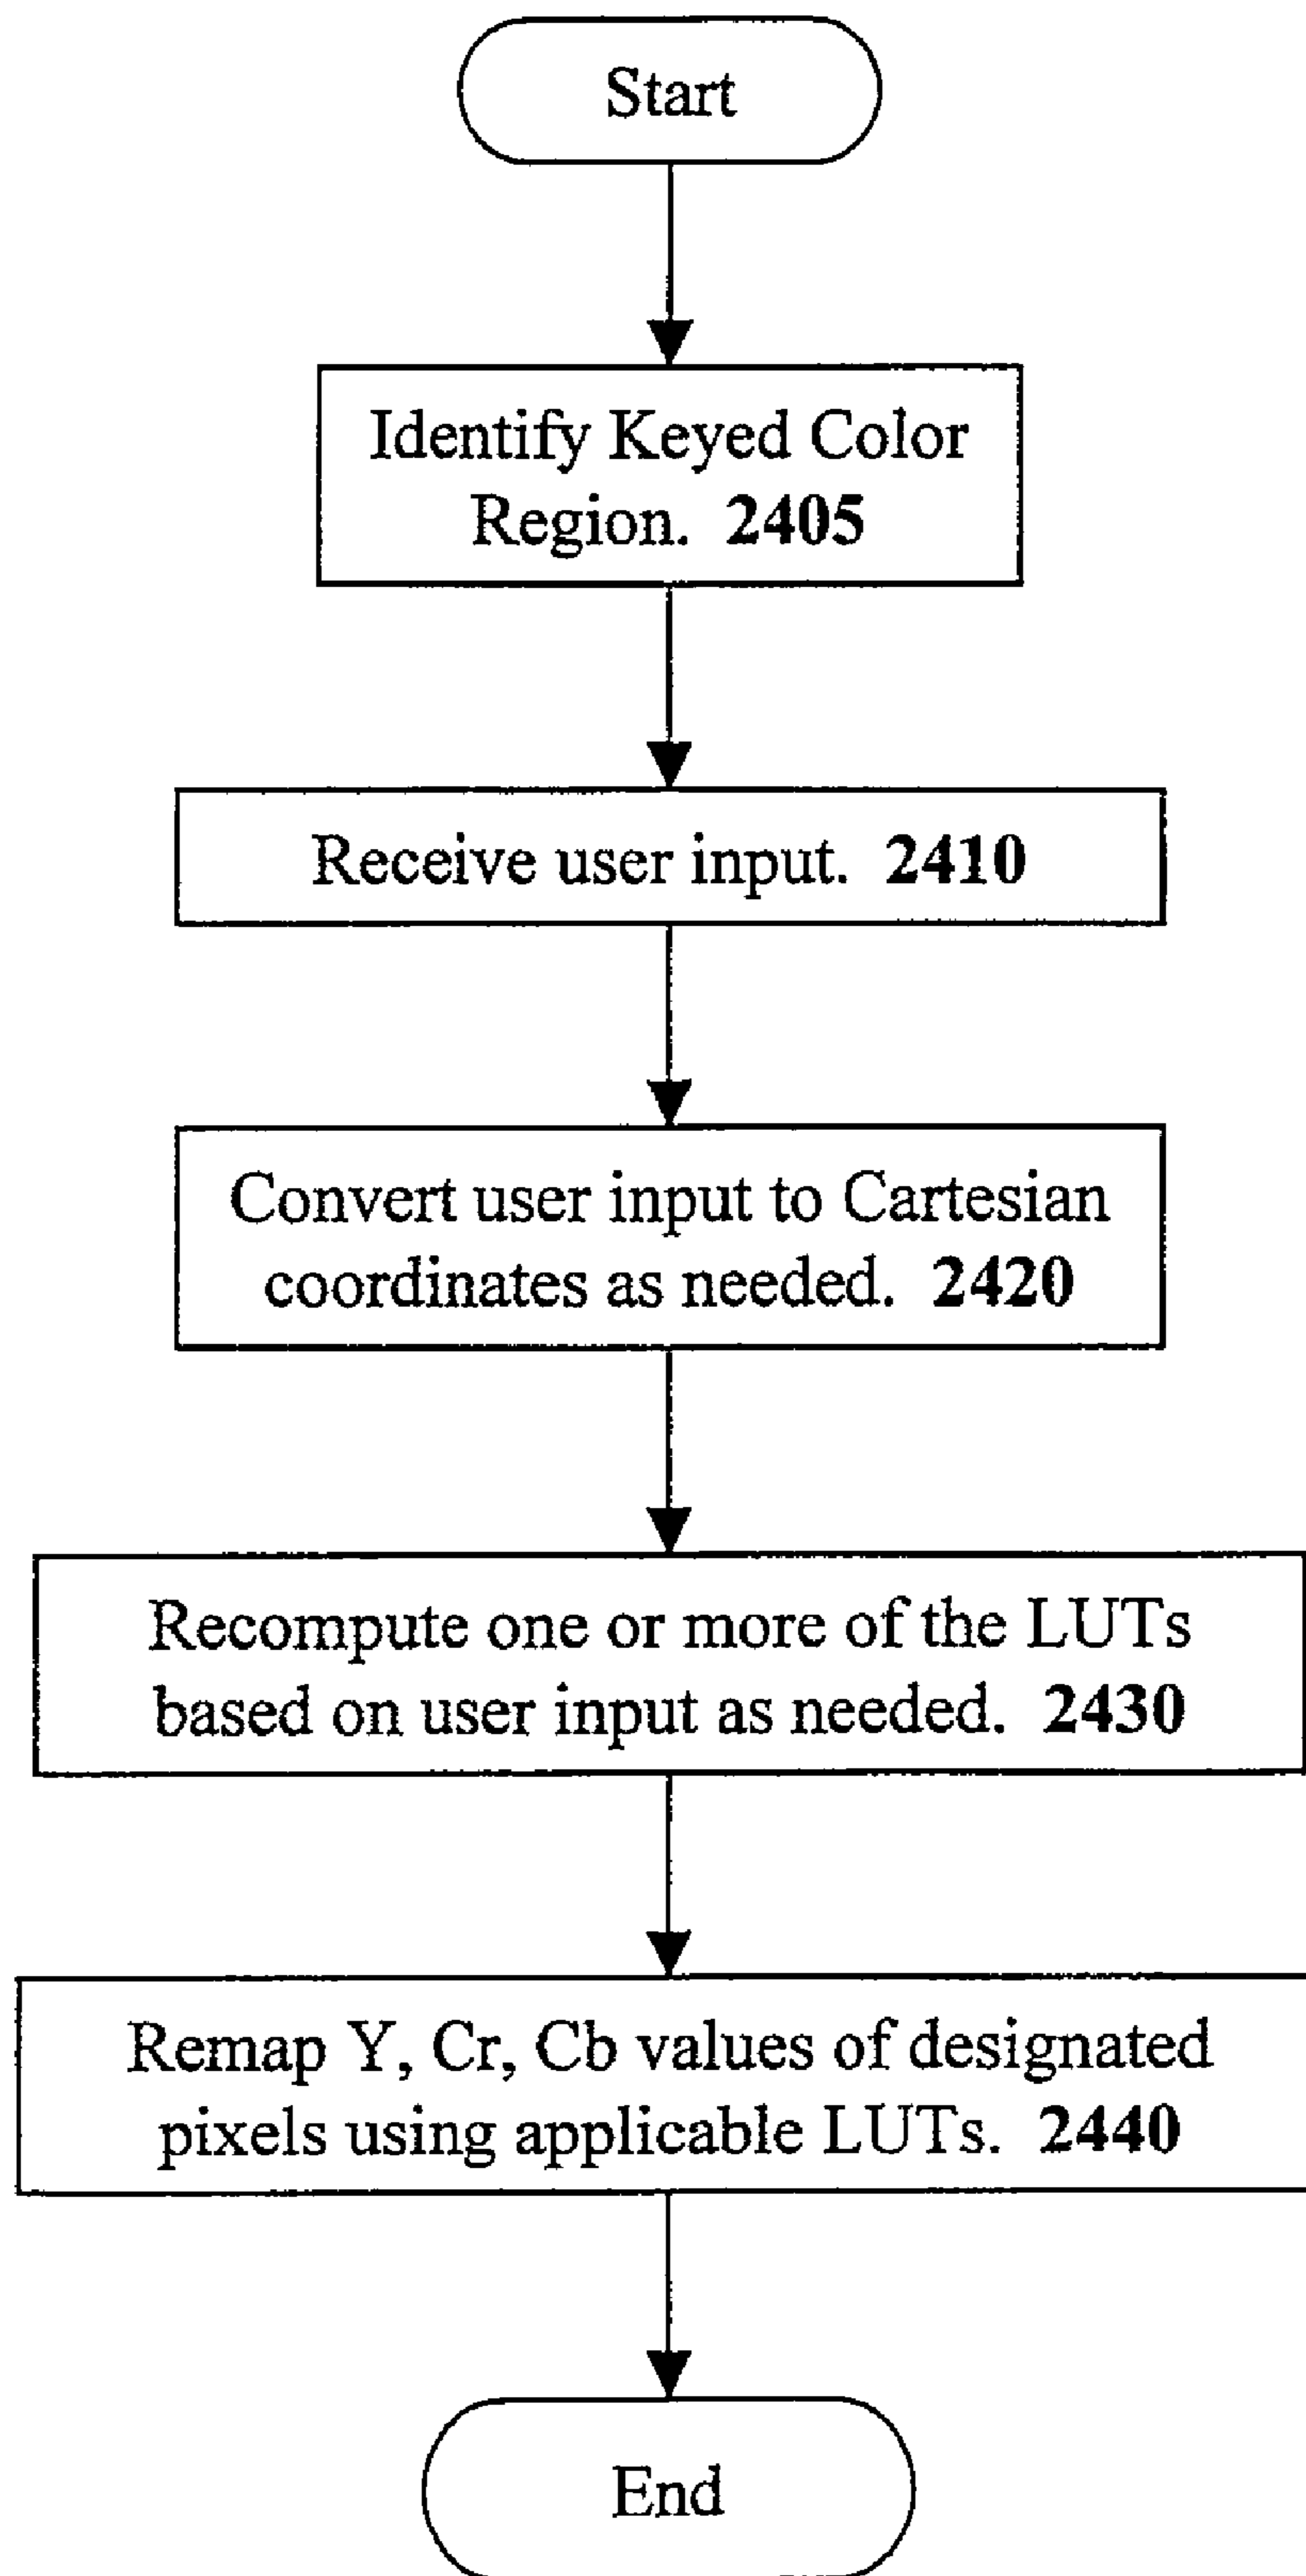 Start
Identify Keyed Color
Region. 2405
Receive user input. 2410
Convert user input to Cartesian
coordinates as needed. 2420
Recompute one or more of the LUTs
based on user input as needed. 2430
Remap Y, Cr, Cb values of designated
pixels using applicable LUTs. 2440
End